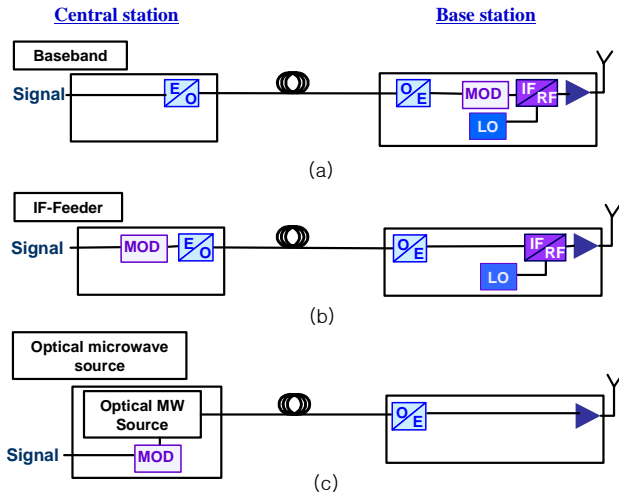 Central station
Base station
Baseband
Signal
E
O
O
E
MOD
IF
RF
LO
(a)
IF-Feeder
Signal
MOD
E
O
O
E
IF
RF
LO
(b)
Optical microwave
source
Optical MW
Source
Signal
MOD
O
E
(c)